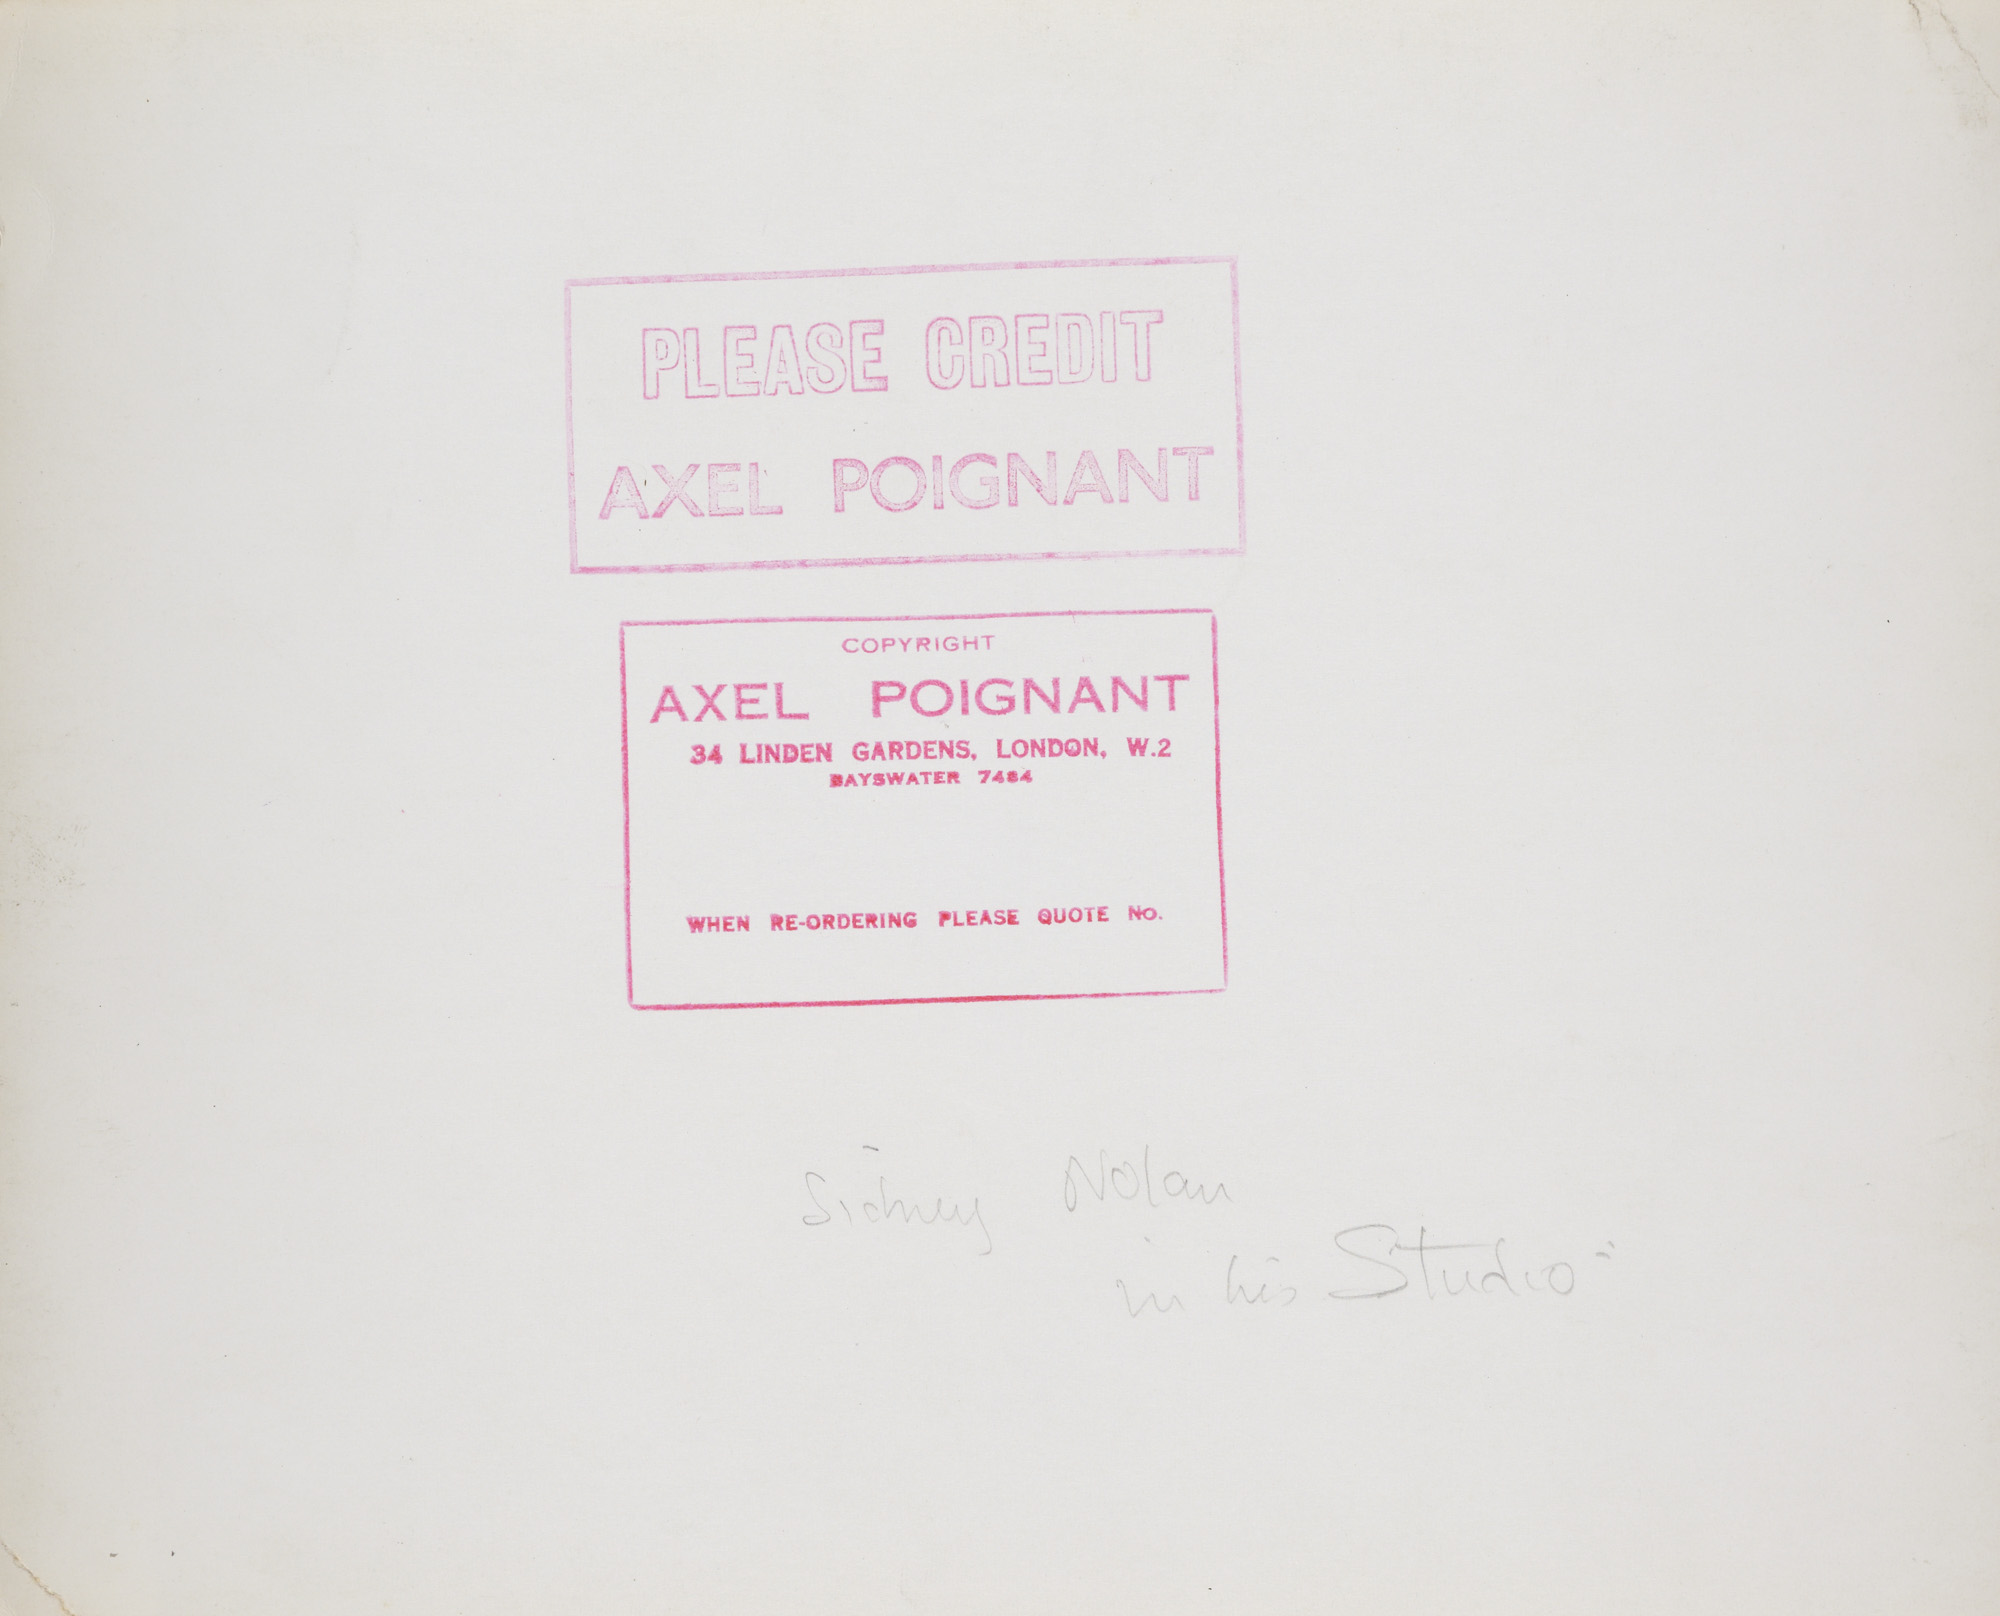 PLEASE CREDIT
AXEL POIGNANT
COPYRIGHT
AXEL POIGNANT
34 LINDEN GARDENS, LONDON, W.2
BAYSWATER 7484
WHEN RE-ORDERING PLEASE QUOTE No.
Sidney Nolan
in his Studio"